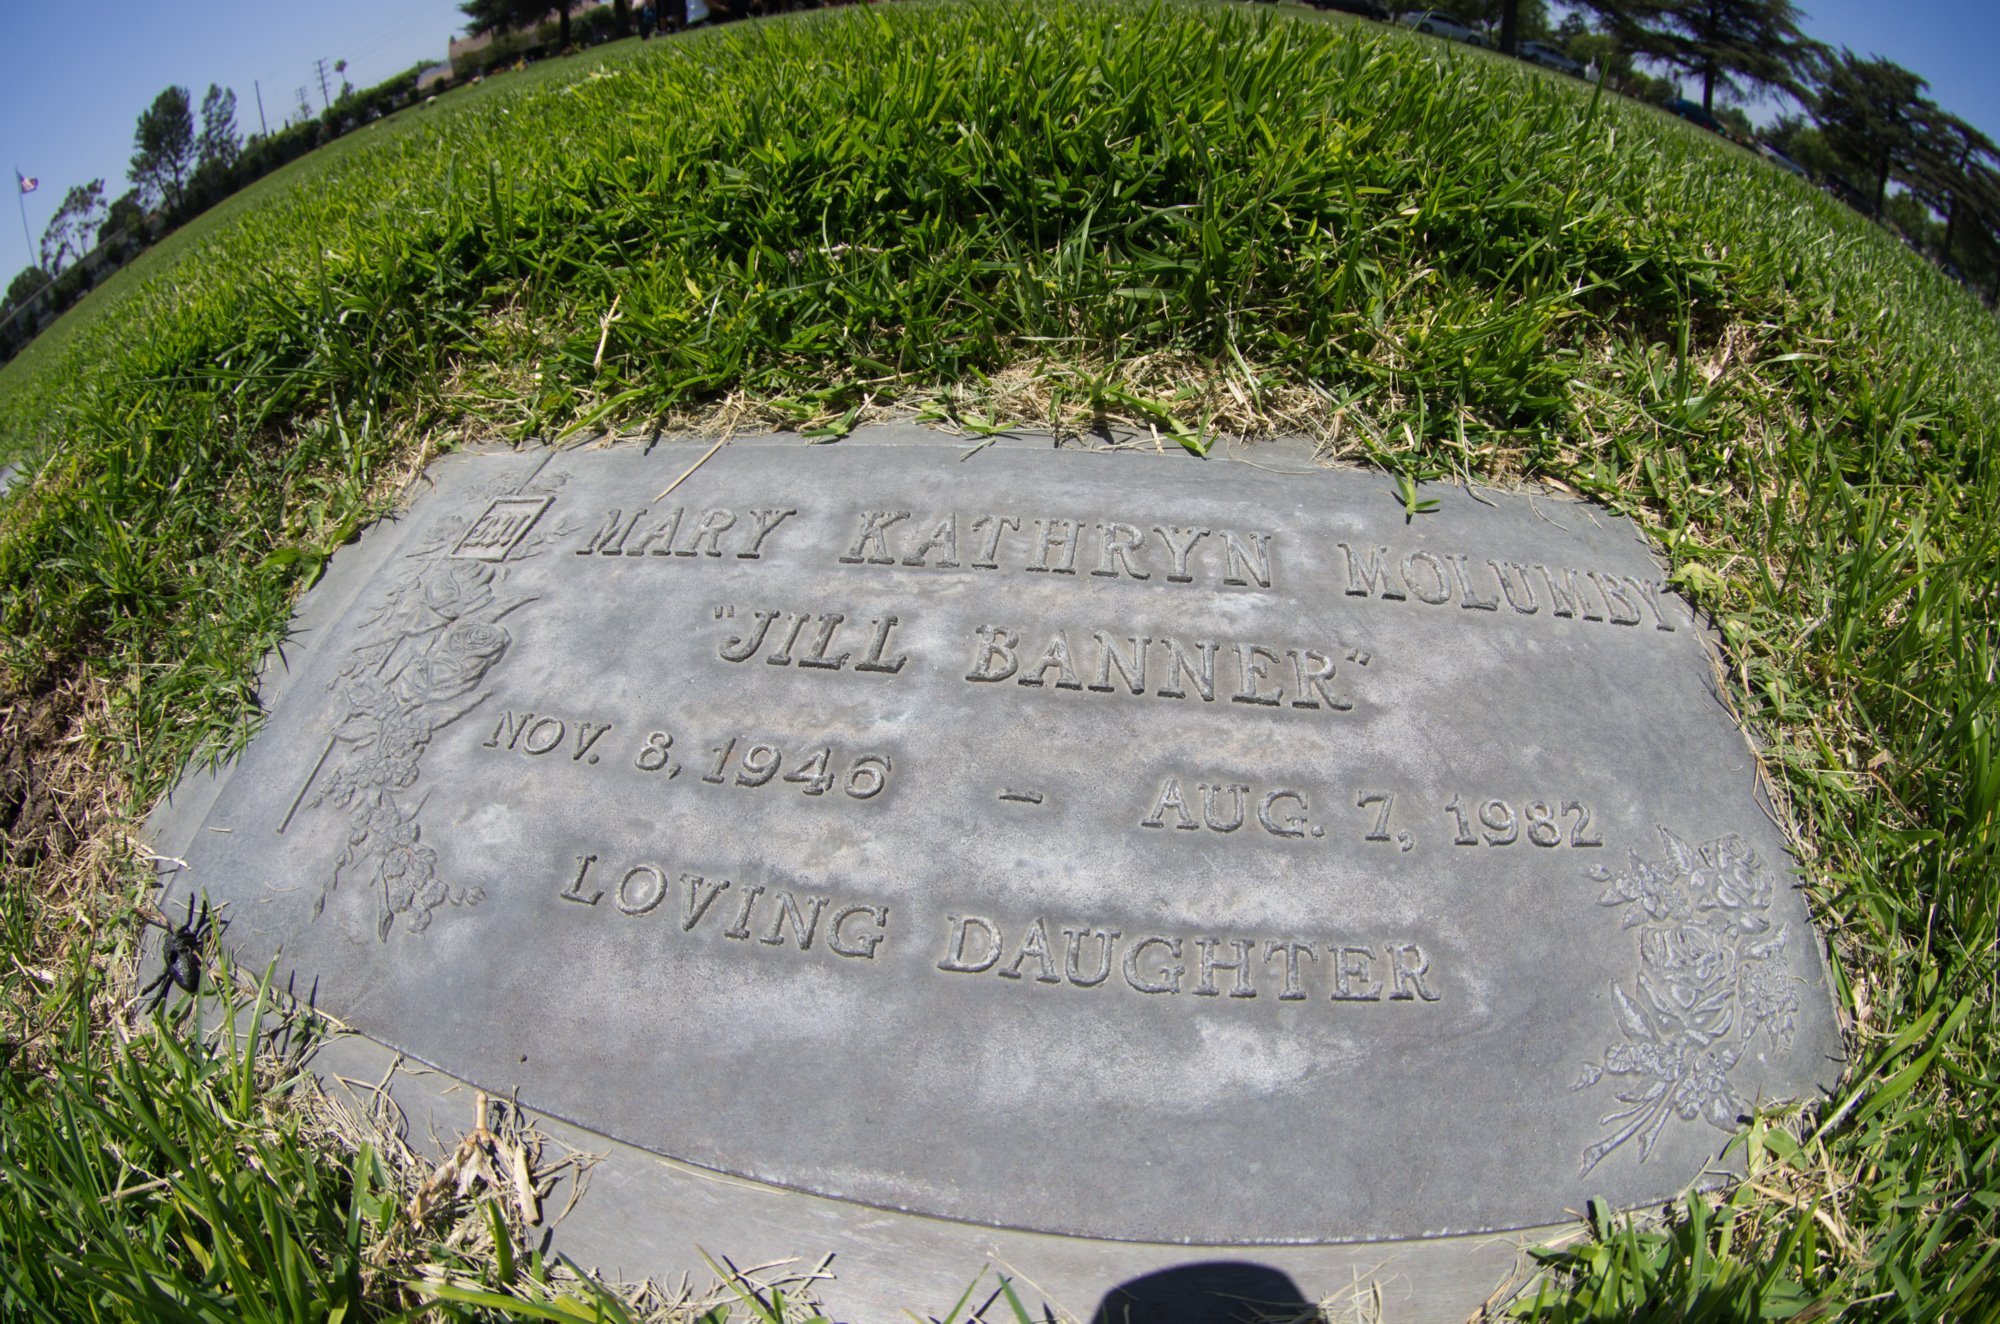 MARY KATHRYN MOLUMBY
"JILL BANNER"
NOV. 8, 1946 - AUG. 7, 1982
LOVING DAUGHTER